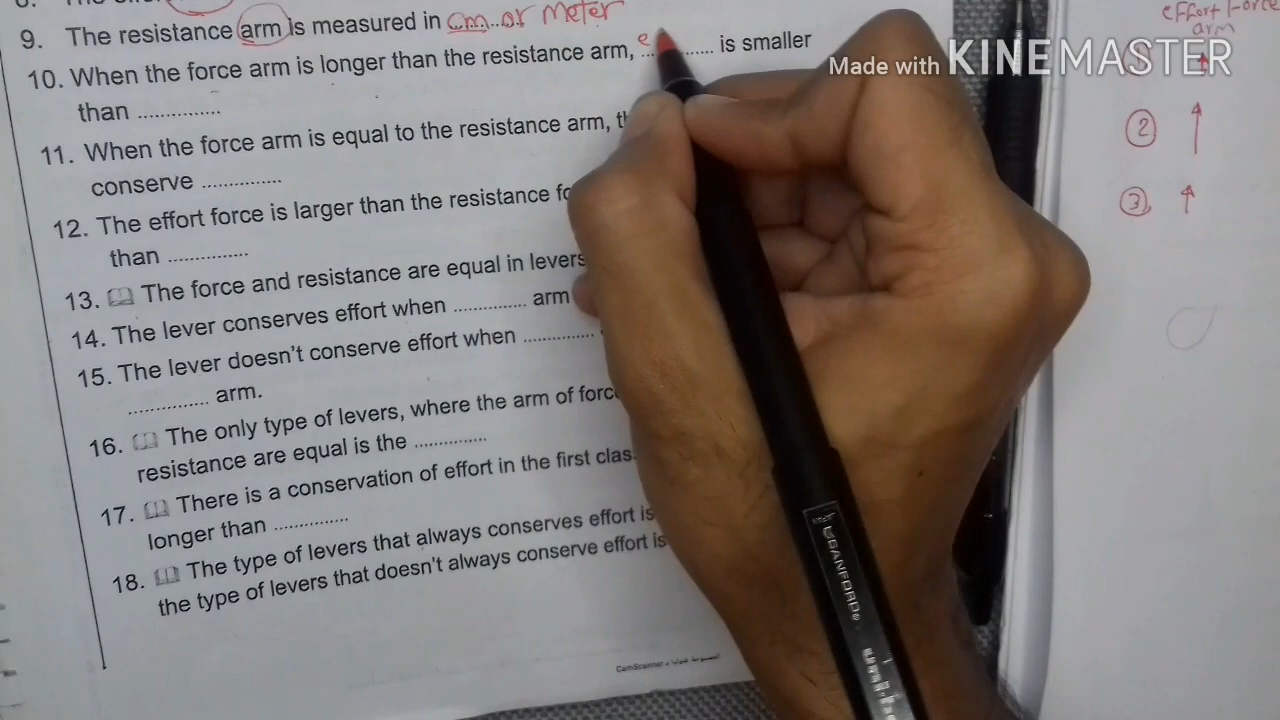 9. The resistance arm is measured in cm...or Meter
10. When the force arm is longer than the resistance arm, e ........ is smaller
than ...............
11. When the force arm is equal to the resistance arm,
conserve ..............
12. The effort force is larger than the resistance
than ...............
13. The force and resistance are equal in levers
14. The lever conserves effort when .............. arm
15. The lever doesn't conserve effort when ..............
............... arm.
16. The only type of levers, where the arm of force
resistance are equal is the ..............
17. There is a conservation of effort in the first
longer than ...............
18. The type of levers that always conserves effort is
the type of levers that doesn't always conserve effort is
CamScanner
effort Force
arm
Made with KINEMASTER
② ↑
③ ↑
SANFORD
uni